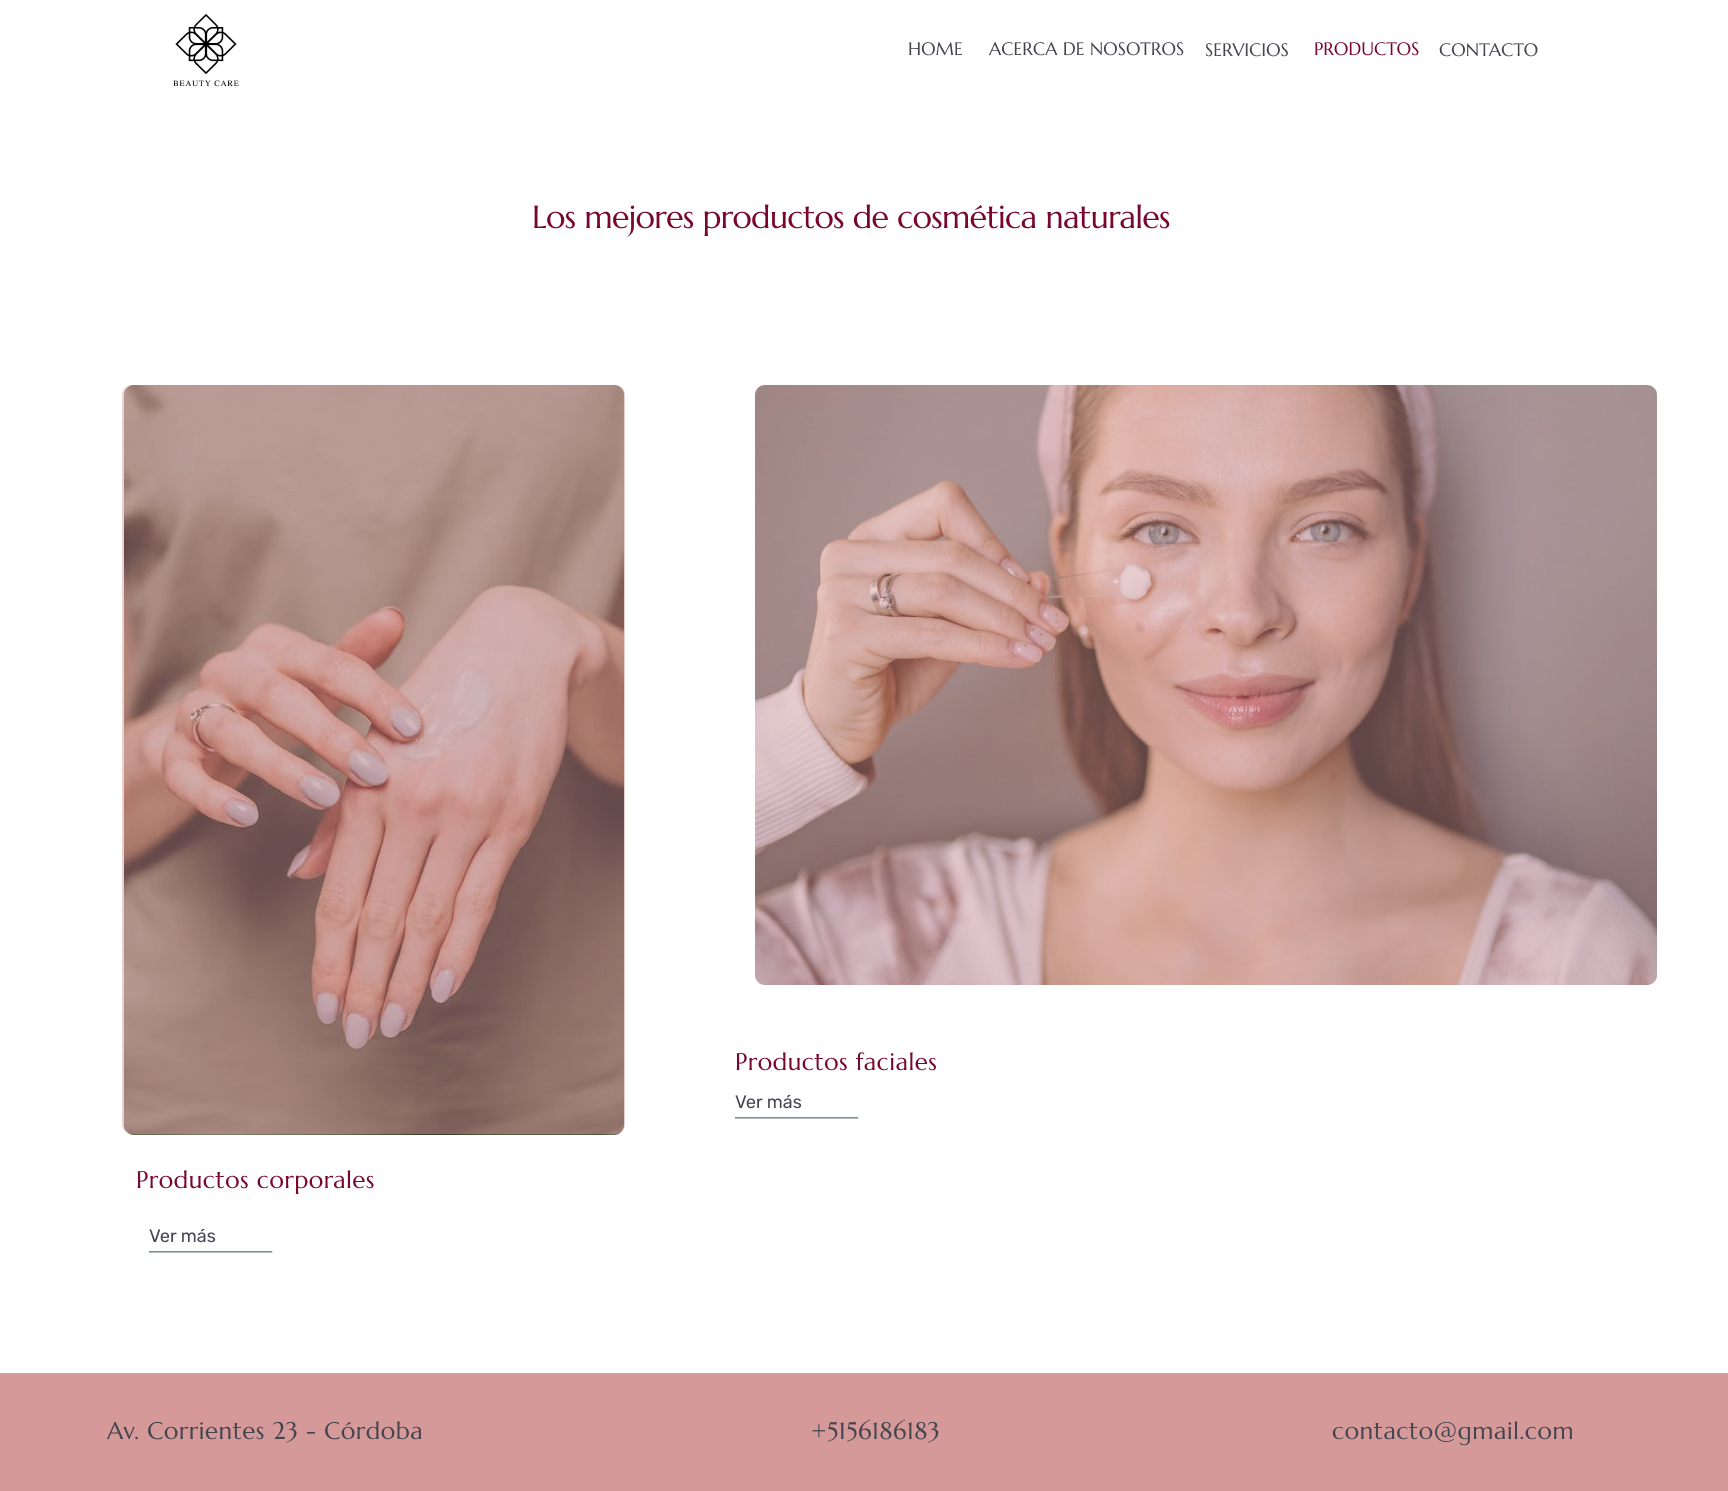 BEAUTY CARE
HOME ACERCA DE NOSOTROS SERVICIOS PRODUCTOS CONTACTO
Los mejores productos de cosmética naturales
Productos faciales
Ver más
Productos corporales
Ver más
Av. Corrientes 23 - Córdoba +5156186183 contacto@gmail.com